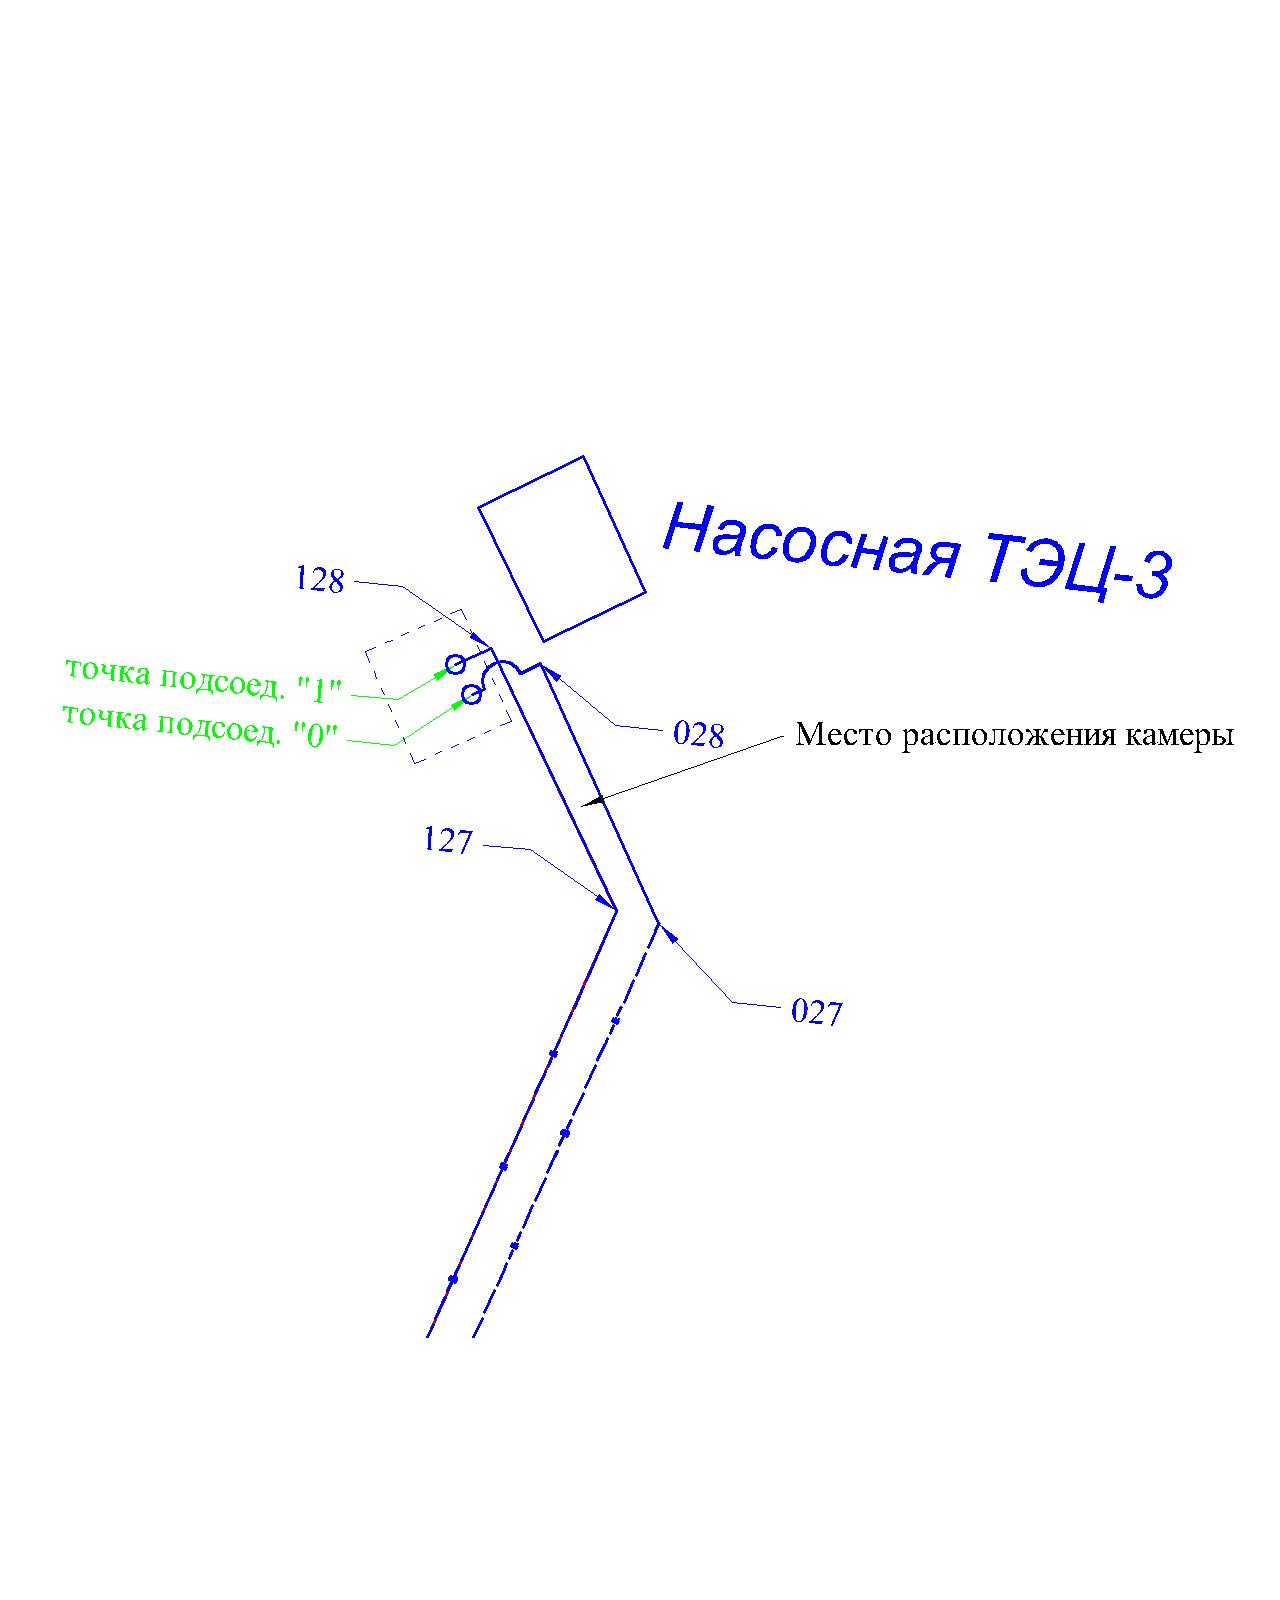 Насосная ТЭЦ-3
128
точка подсоед. "1"
точка подсоед. "0"
028
Место расположения камеры
127
027